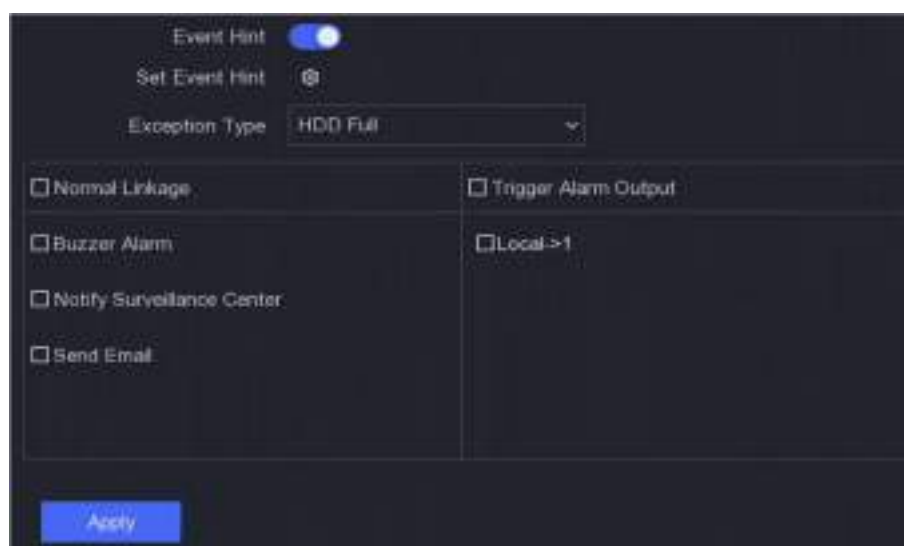 Event Hint
Set Event Hint
Exception Type HDD Full
Normal Linkage Trigger Alarm Output
Buzzer Alarm Local->1
Notify Surveillance Center
Send Email
Apply